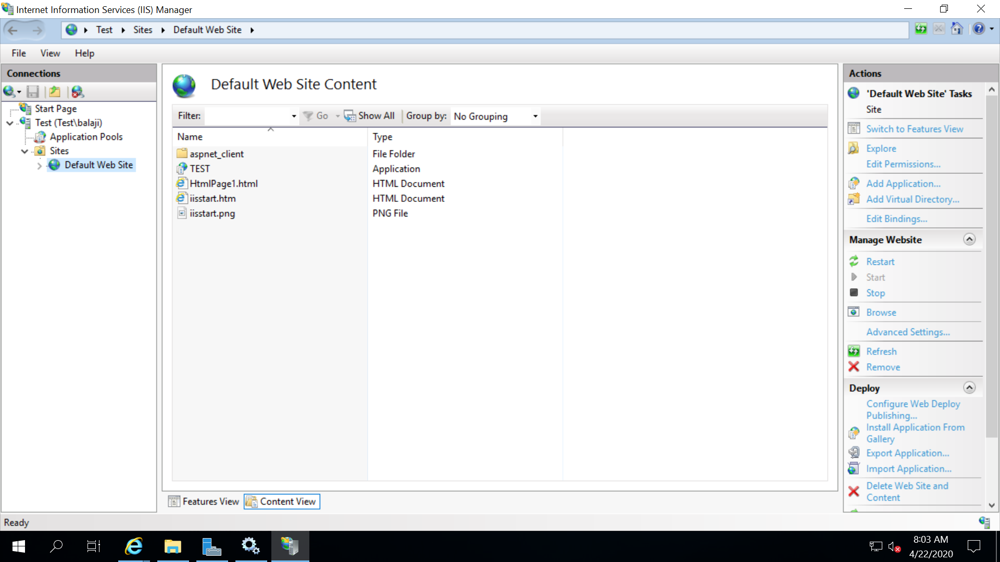 Internet Information Services (IIS) Manager
Test Sites Default Web Site
File View Help
Connections
Start Page
Test (Test\balaji)
Application Pools
Sites
Default Web Site
Default Web Site Content
Filter: Go Show All Group by: No Grouping
Name Type
aspnet_client File Folder
TEST Application
HtmlPage1.html HTML Document
iisstart.htm HTML Document
iisstart.png PNG File
Features View Content View
Actions
'Default Web Site' Tasks
Site
Switch to Features View
Explore
Edit Permissions...
Add Application...
Add Virtual Directory...
Edit Bindings...
Manage Website
Restart
Start
Stop
Browse
Advanced Settings...
Refresh
Remove
Deploy
Configure Web Deploy
Publishing...
Install Application From
Gallery
Export Application...
Import Application...
Delete Web Site and
Content
Ready
8:03 AM
4/22/2020